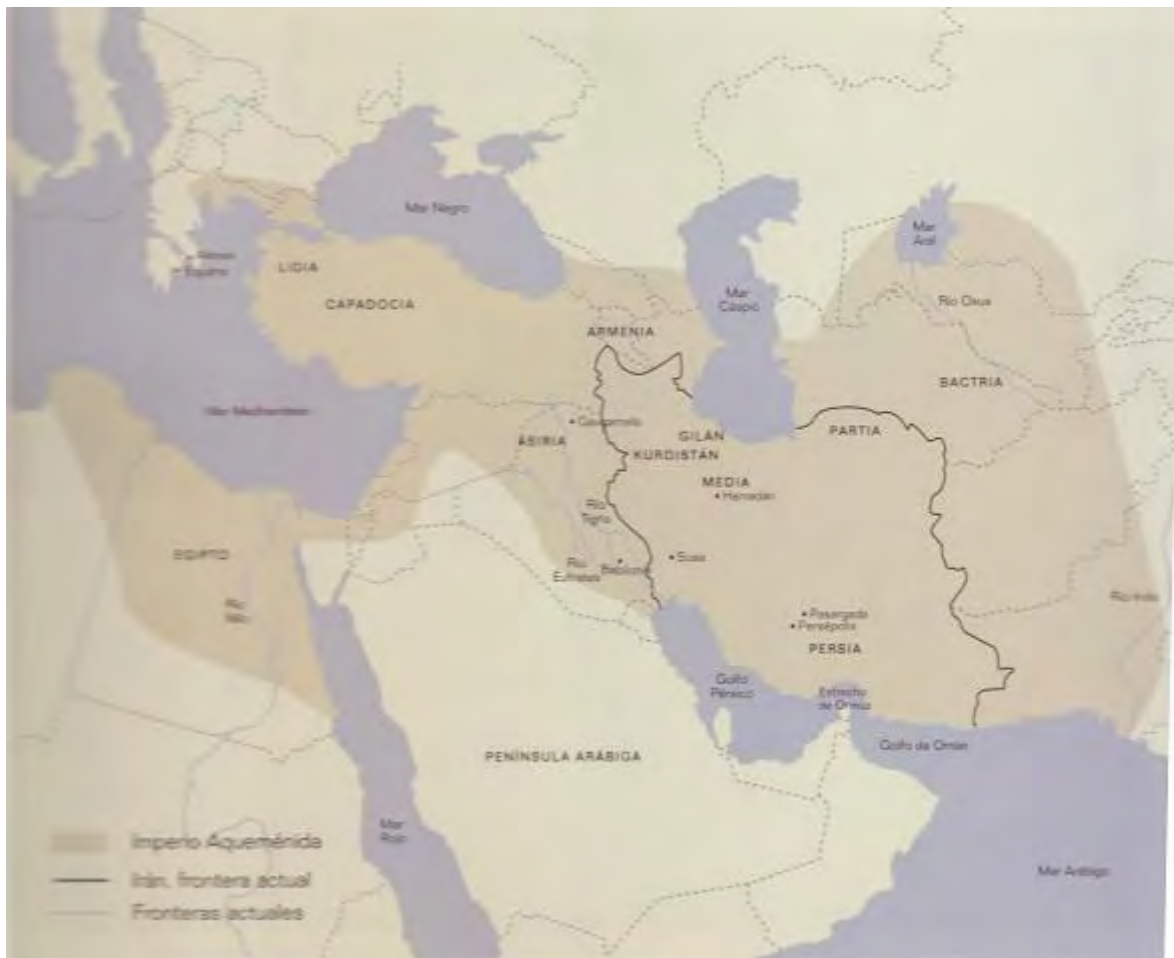 Mar Negro
Mar
Aral
Atenas
Esparta
LIDIA
CAPADOCIA
Mar
Caspio
Río Oxus
ARMENIA
BACTRIA
Mar Mediterráneo
Gaugamela
ASIRIA
GILÁN
KURDISTÁN
PARTIA
MEDIA
Hamadán
Río
Tigris
EGIPTO
Río
Éufrates
Babilonia
Susa
Río
Nilo
Río Indo
Pasargada
Persépolis
PERSIA
Golfo
Pérsico
Estrecho
de Ormuz
Golfo de Omán
PENÍNSULA ARÁBIGA
Mar
Rojo
Mar Arábigo
Imperio Aqueménida
Irán, frontera actual
Fronteras actuales